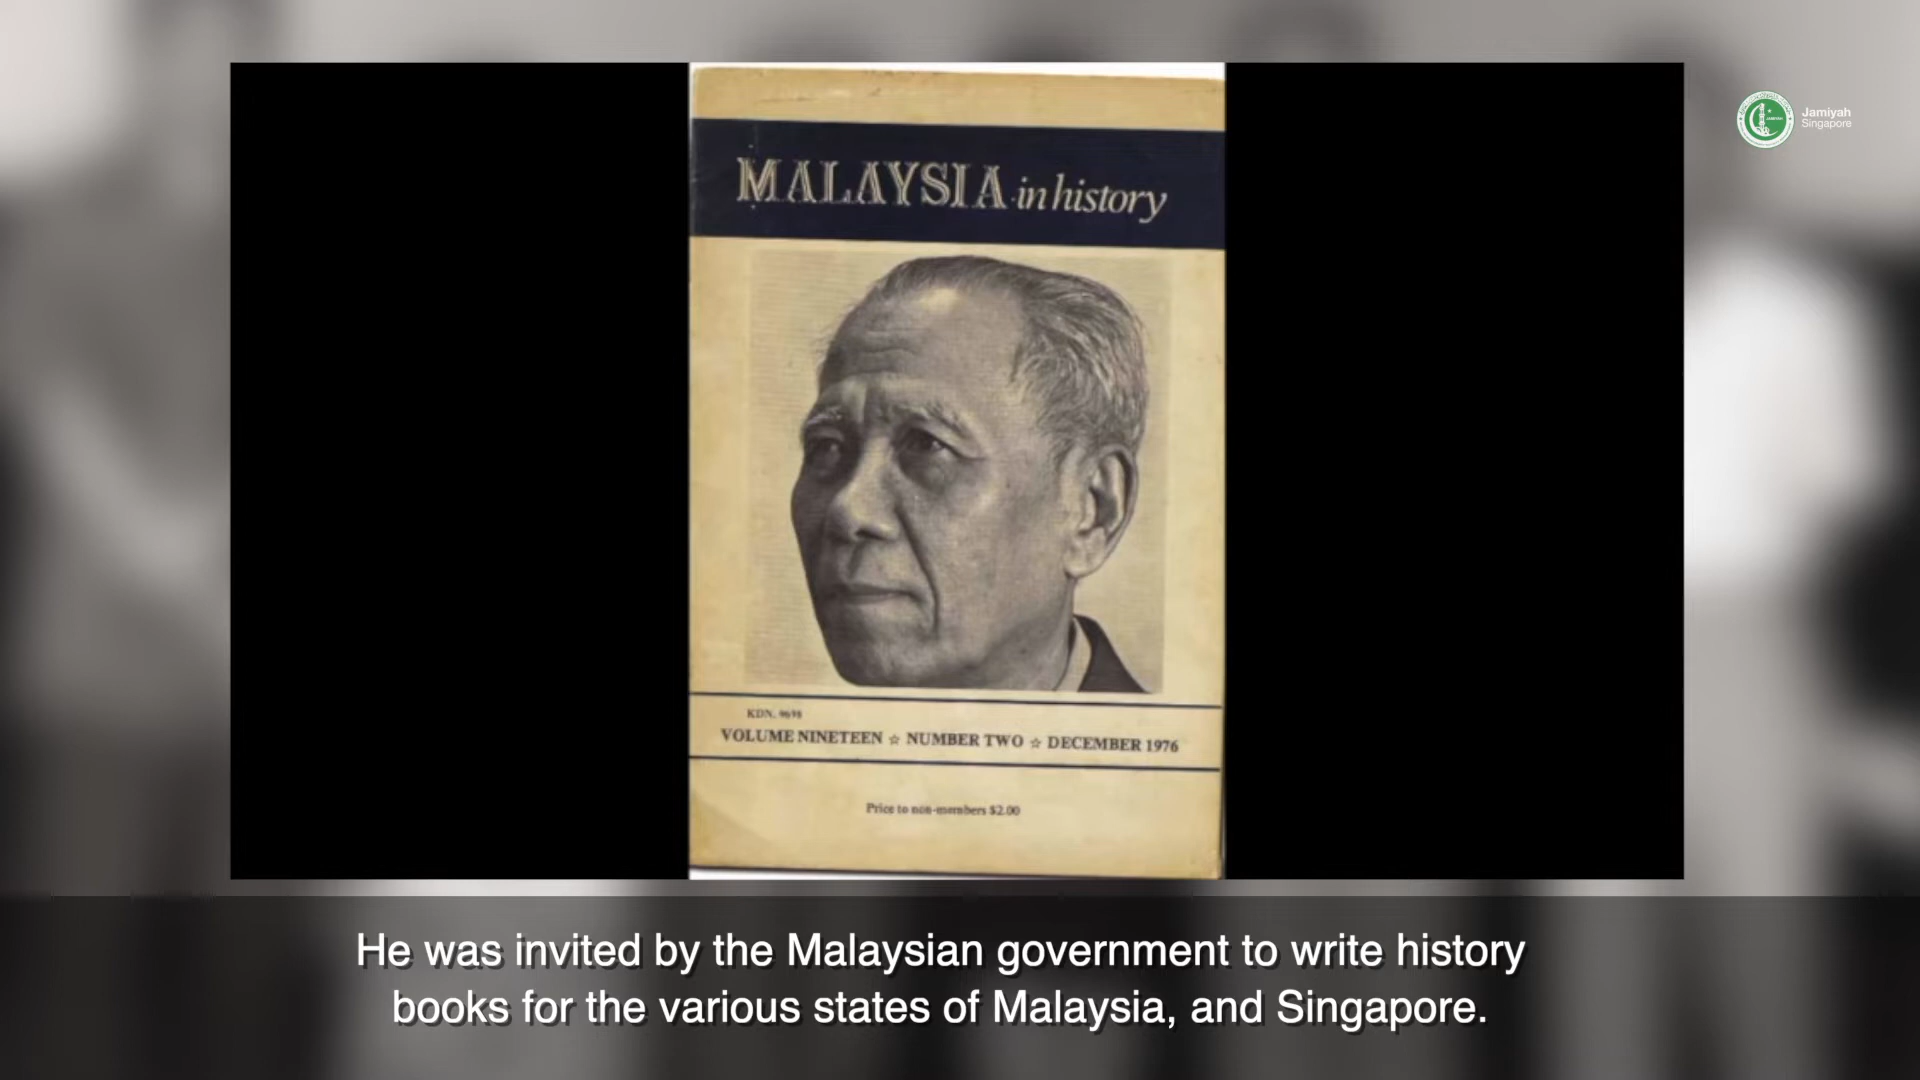 MALAYSIA in history
KDN. 9698
VOLUME NINETEEN ☆ NUMBER TWO ☆ DECEMBER 1976
Price to non-members $2.00
Jamiyah
Singapore
He was invited by the Malaysian government to write history
books for the various states of Malaysia, and Singapore.